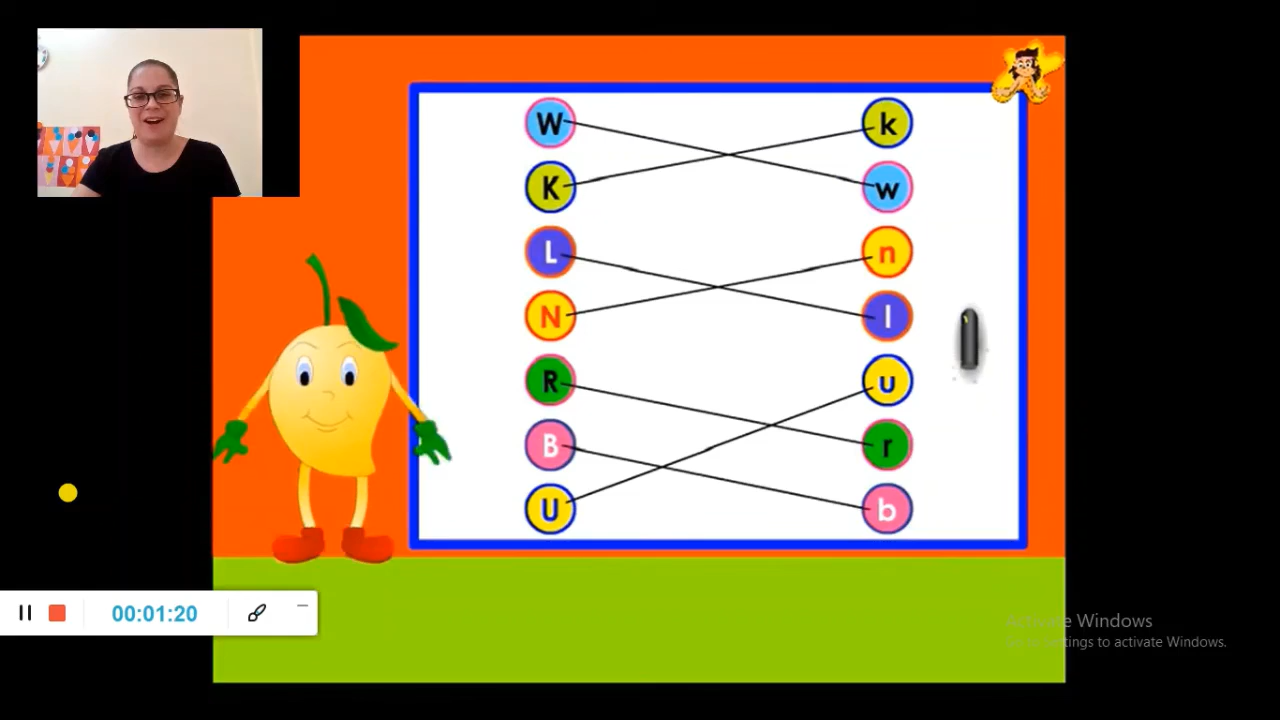 W k
K w
L n
N l
R u
B r
U b
00:01:20
Activate Windows
Go to Settings to activate Windows.